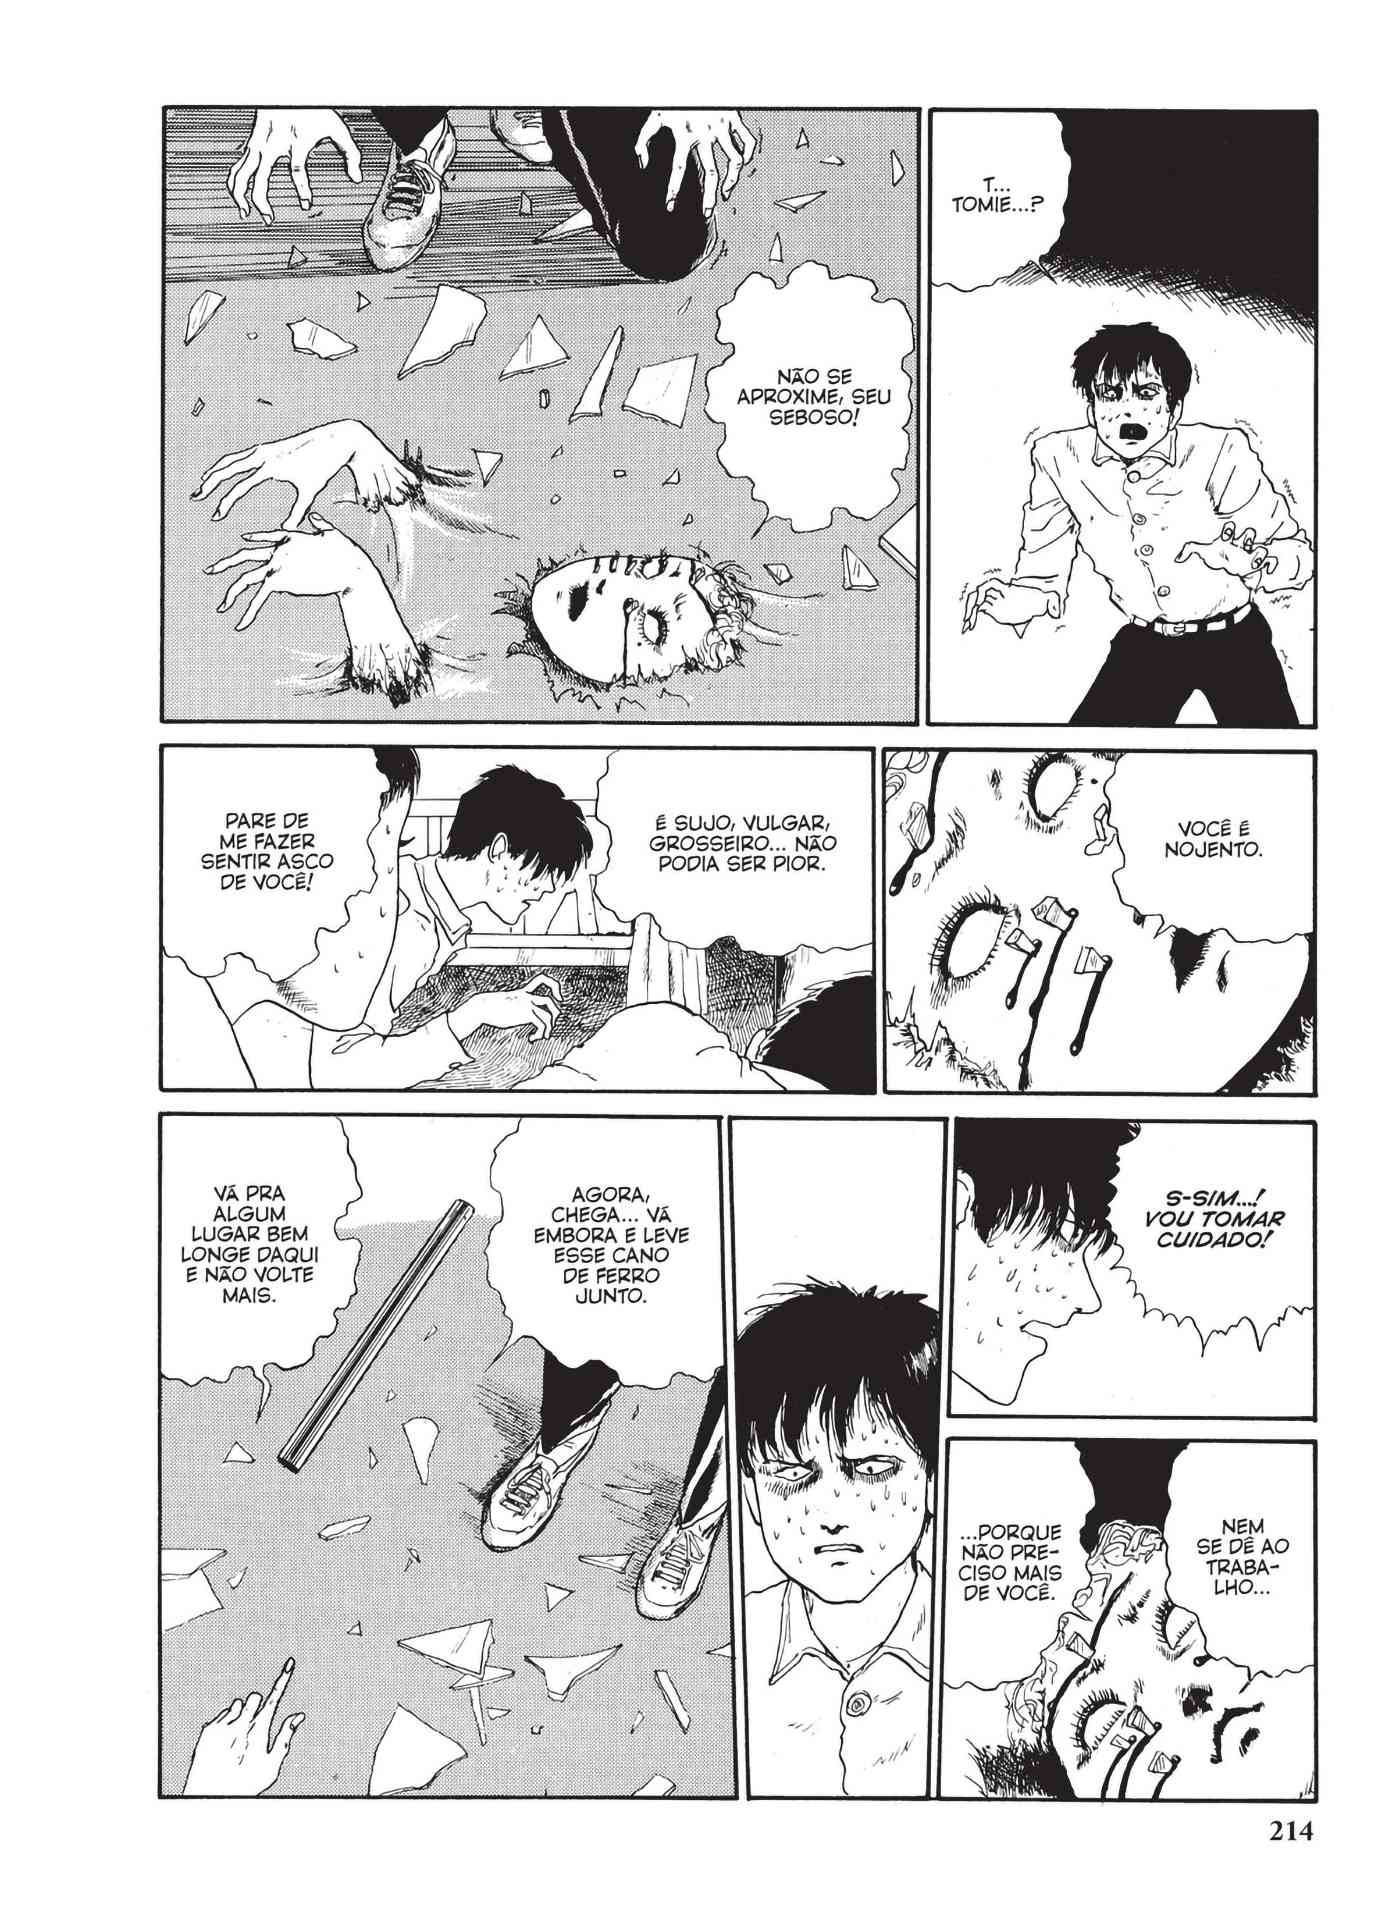 T...
TOMIE...?
NÃO SE
APROXIME, SEU
SEBOSO!
VOCÊ É
NOJENTO.
É SUJO, VULGAR,
GROSSEIRO... NÃO
PODIA SER PIOR.
PARE DE
ME FAZER
SENTIR ASCO
DE VOCÊ!
S-SIM...!
VOU TOMAR
CUIDADO!
NEM
SE DÊ AO
TRABA-
LHO...
...PORQUE
NÃO PRE-
CISO MAIS
DE VOCÊ.
AGORA,
CHEGA... VÁ
EMBORA E LEVE
ESSE CANO
DE FERRO
JUNTO.
VÁ PRA
ALGUM
LUGAR BEM
LONGE DAQUI
E NÃO VOLTE
MAIS.
214